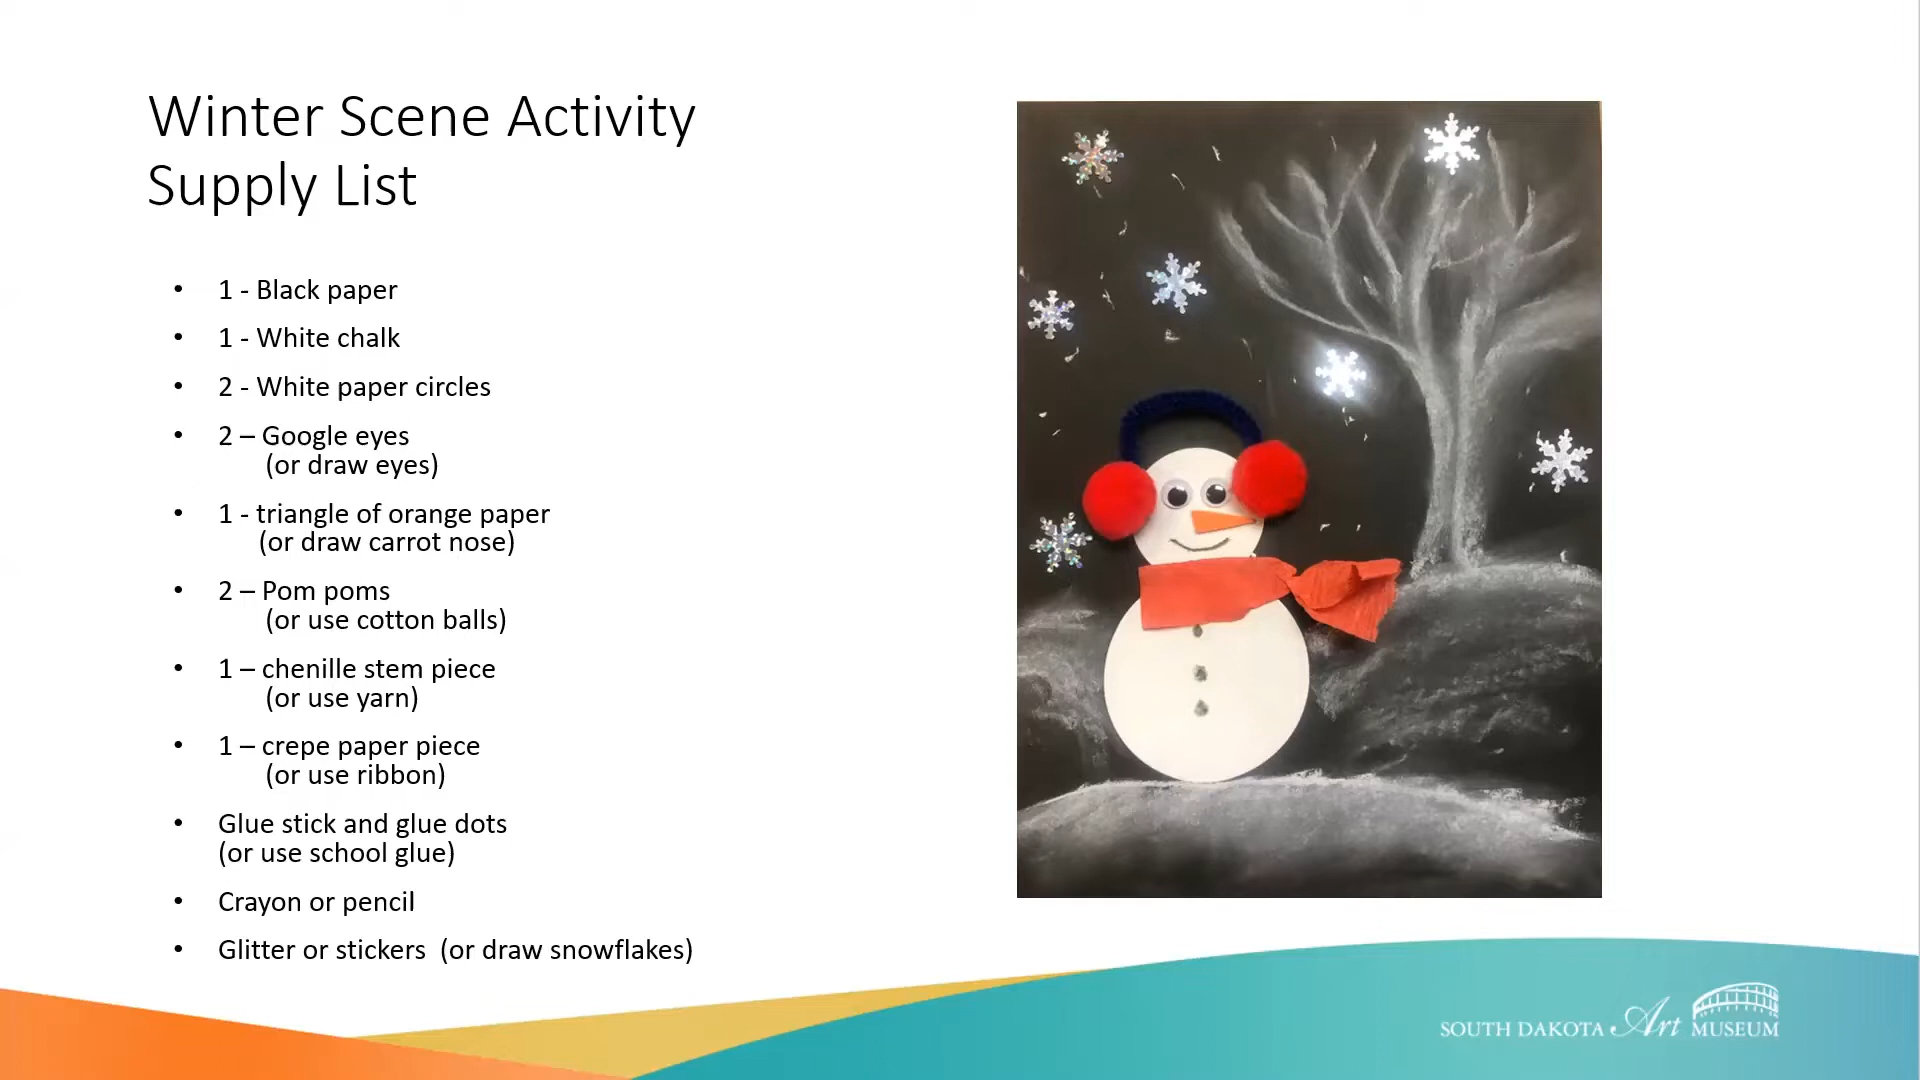 Winter Scene Activity
Supply List
• 1 - Black paper
• 1 - White chalk
• 2 - White paper circles
• 2 – Google eyes
(or draw eyes)
• 1 - triangle of orange paper
(or draw carrot nose)
• 2 – Pom poms
(or use cotton balls)
• 1 – chenille stem piece
(or use yarn)
• 1 – crepe paper piece
(or use ribbon)
• Glue stick and glue dots
(or use school glue)
• Crayon or pencil
• Glitter or stickers  (or draw snowflakes)
SOUTH DAKOTA Art MUSEUM